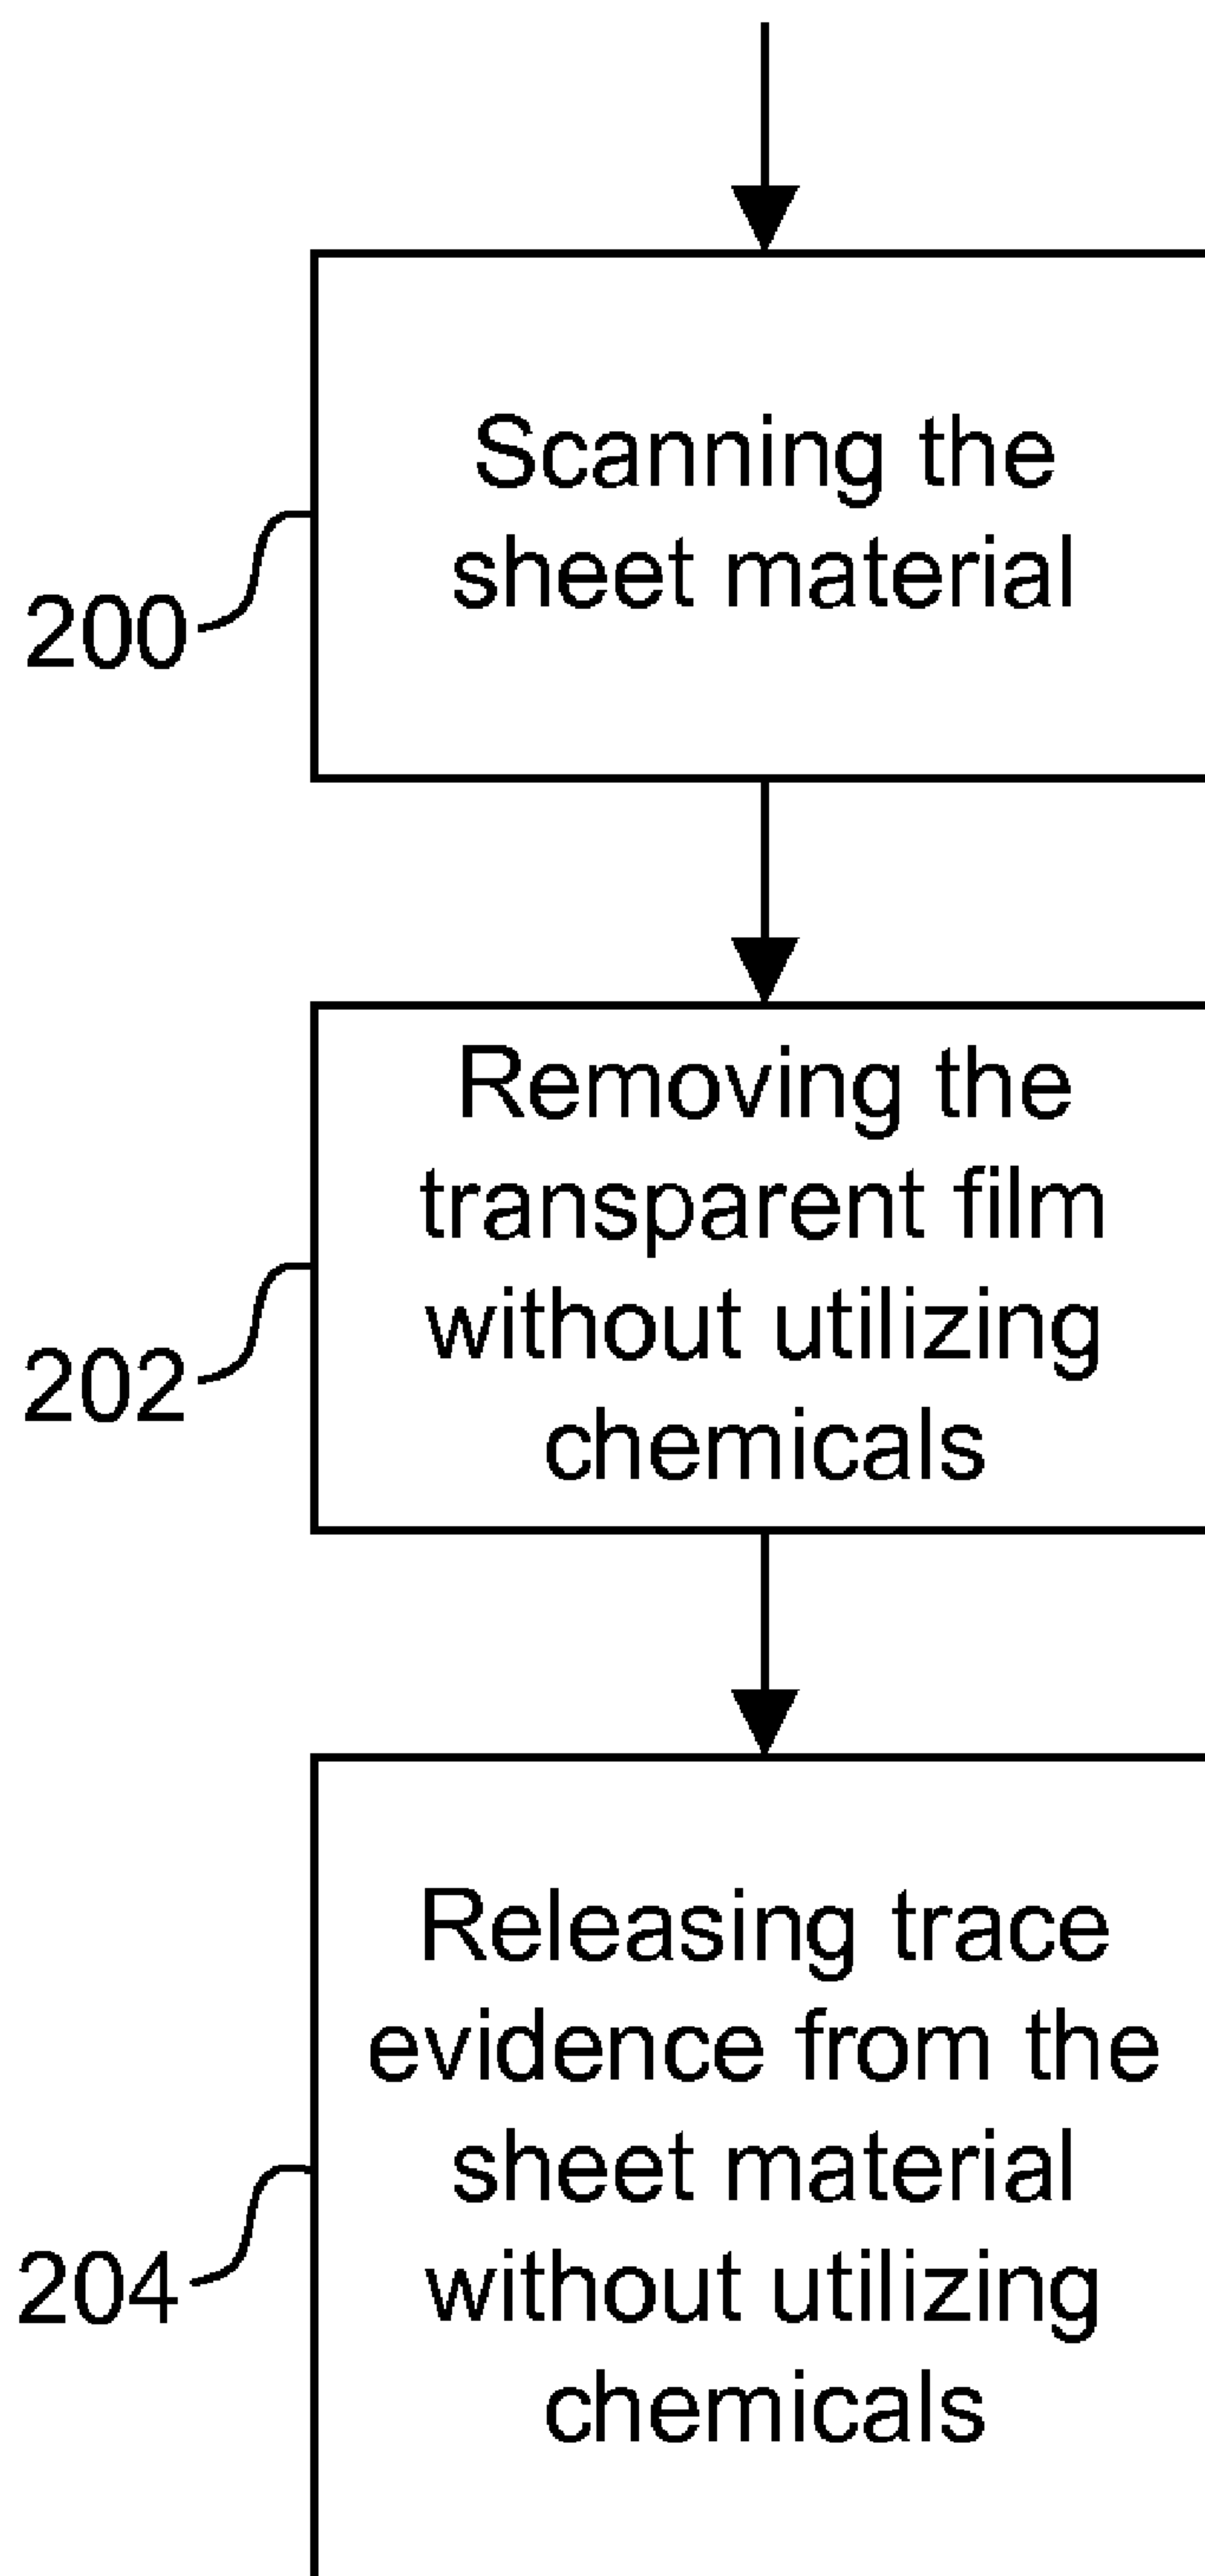 Scanning the
sheet material
200
Removing the
transparent film
without utilizing
chemicals
202
Releasing trace
evidence from the
sheet material
without utilizing
chemicals
204